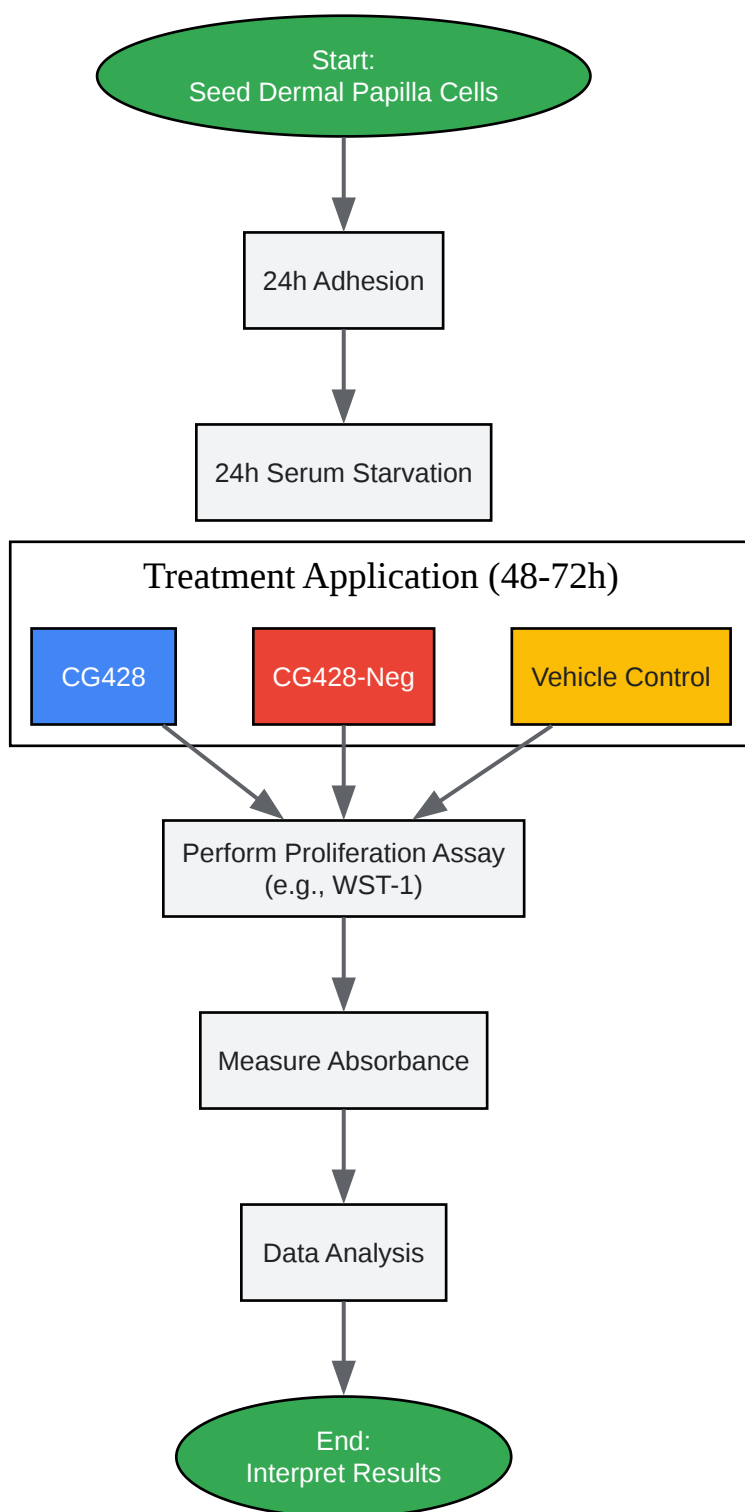 Start:
Seed Dermal Papilla Cells
24h Adhesion
24h Serum Starvation
Treatment Application (48-72h)
CG428
CG428-Neg
Vehicle Control
Perform Proliferation Assay
(e.g., WST-1)
Measure Absorbance
Data Analysis
End:
Interpret Results